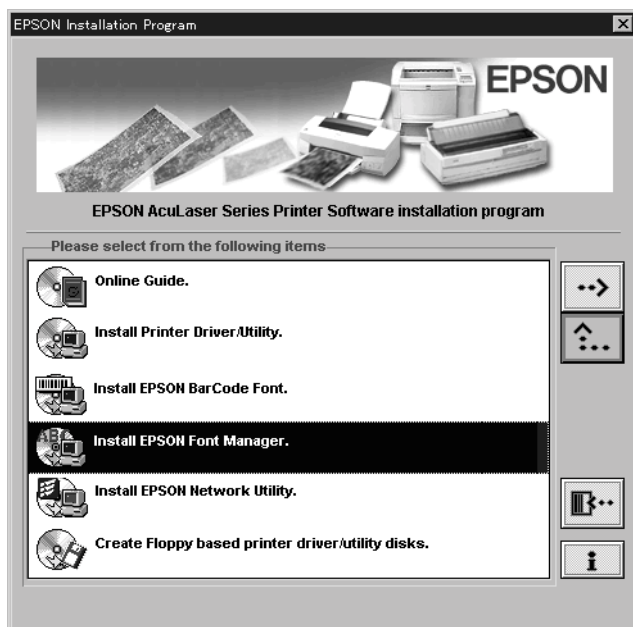 EPSON Installation Program
EPSON
EPSON AcuLaser Series Printer Software installation program
Please select from the following items
Online Guide.
Install Printer Driver/Utility.
Install EPSON BarCode Font.
ABC
Install EPSON Font Manager.
Install EPSON Network Utility.
Create Floppy based printer driver/utility disks.
i